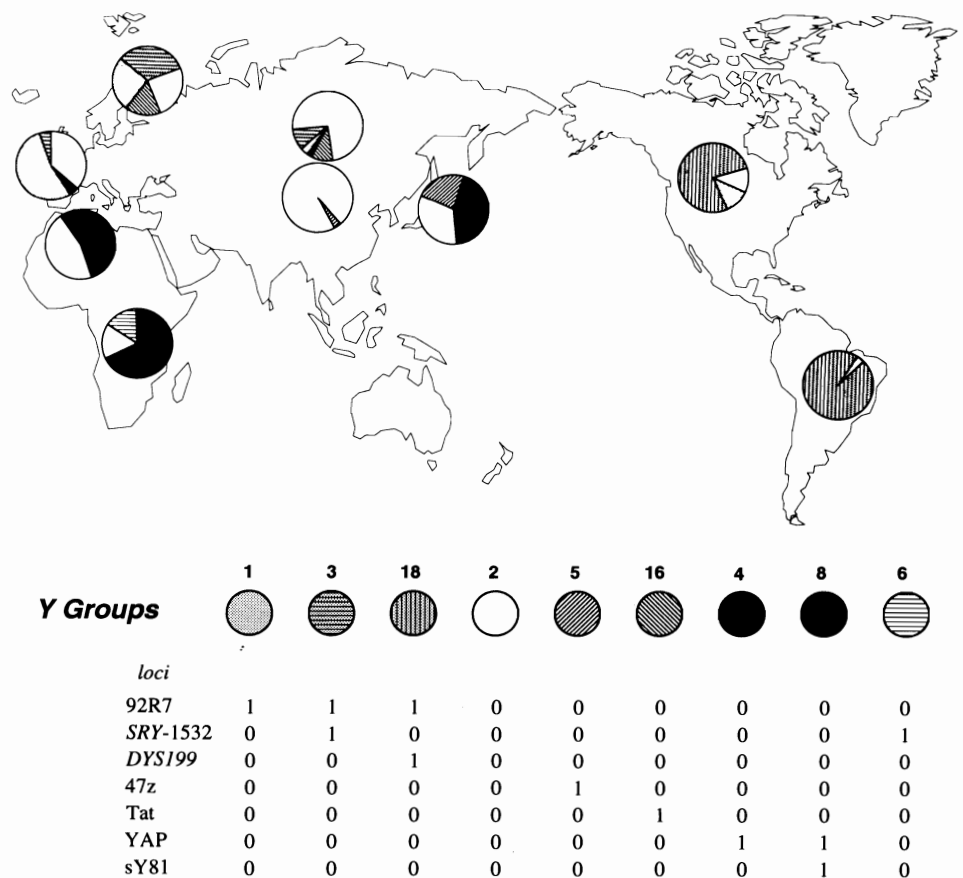 1 3 18 2 5 16 4 8 6
Y Groups
loci
92R7 1 1 1 0 0 0 0 0 0
SRY-1532 0 1 0 0 0 0 0 0 1
DYS199 0 0 1 0 0 0 0 0 0
47z 0 0 0 0 1 0 0 0 0
Tat 0 0 0 0 0 1 0 0 0
YAP 0 0 0 0 0 0 1 1 0
sY81 0 0 0 0 0 0 0 1 0